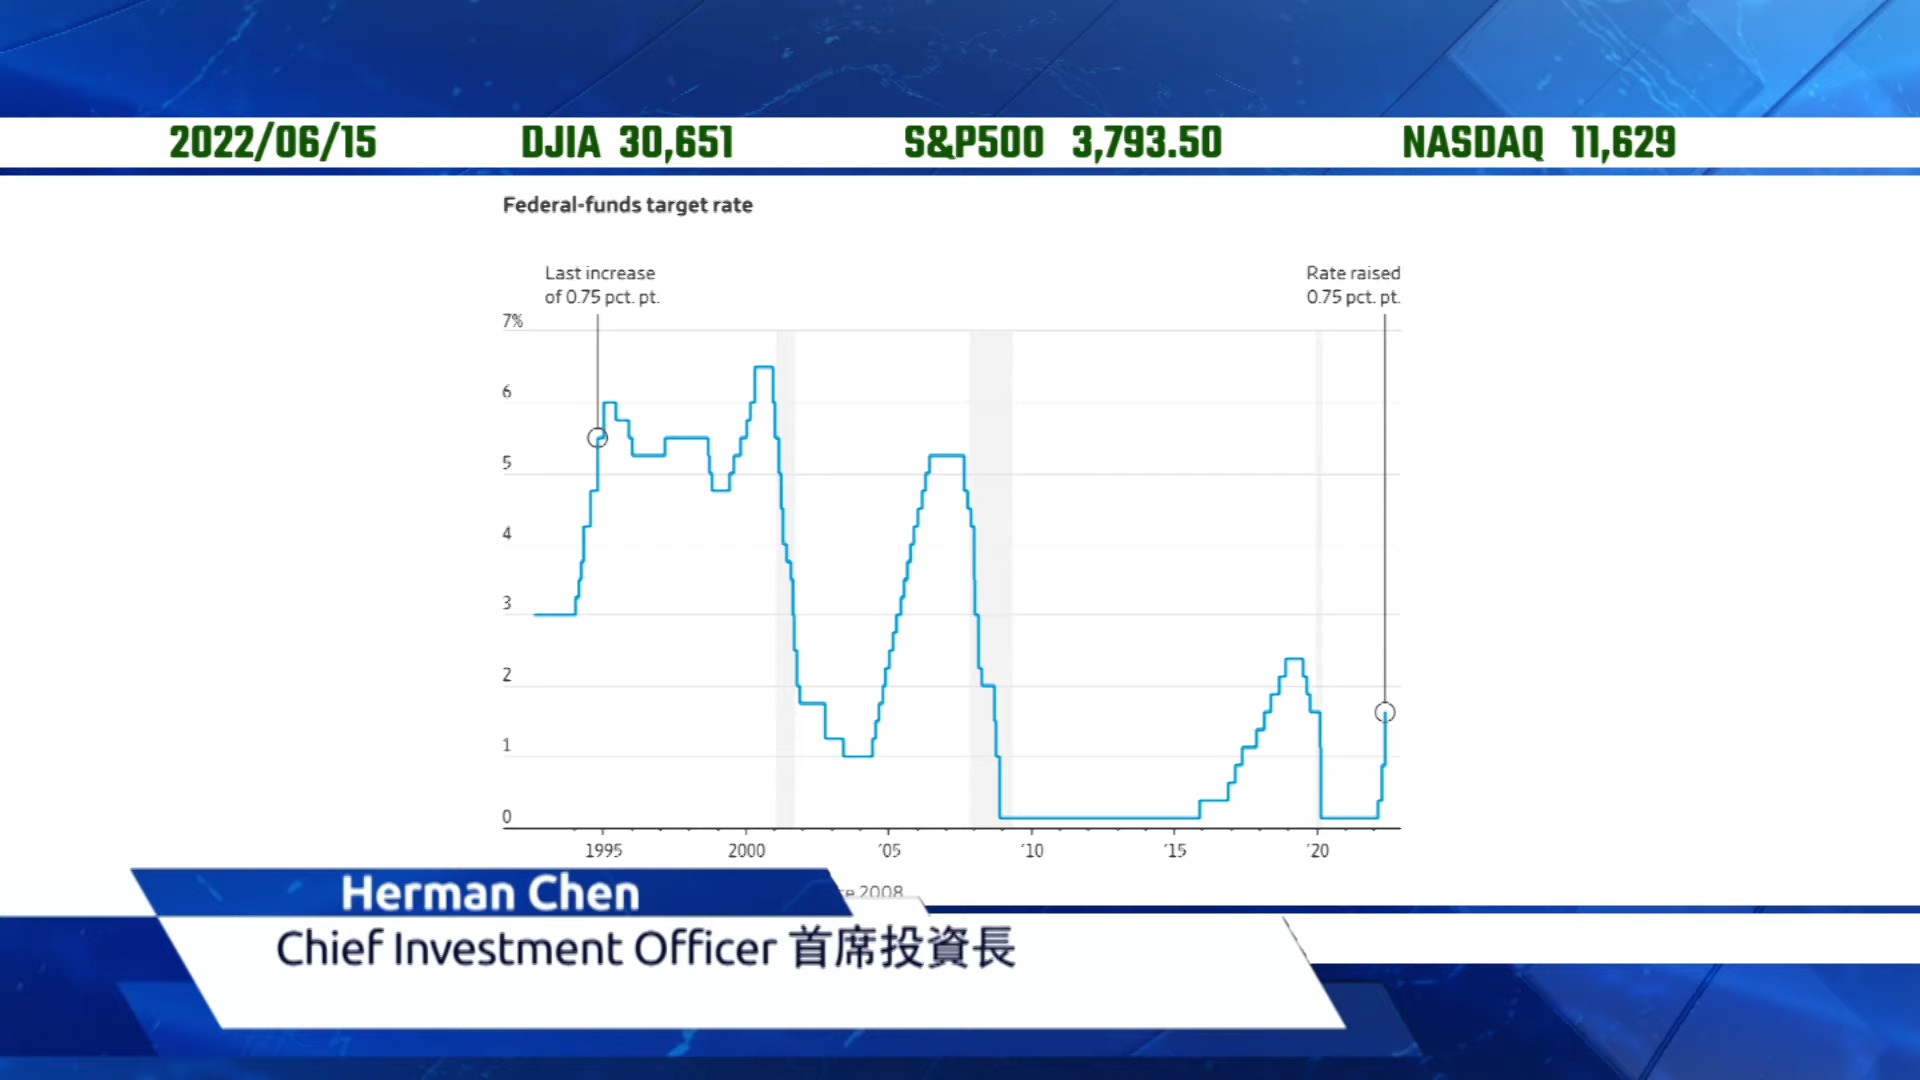 2022/06/15 DJIA 30,651 S&P500 3,793.50 NASDAQ 11,629
Federal-funds target rate
Last increase
of 0.75 pct. pt.
Rate raised
0.75 pct. pt.
7%
6
5
4
3
2
1
0
1995 2000 ’05 ’10 ’15 ’20
2008
Herman Chen
Chief Investment Officer 首席投資長